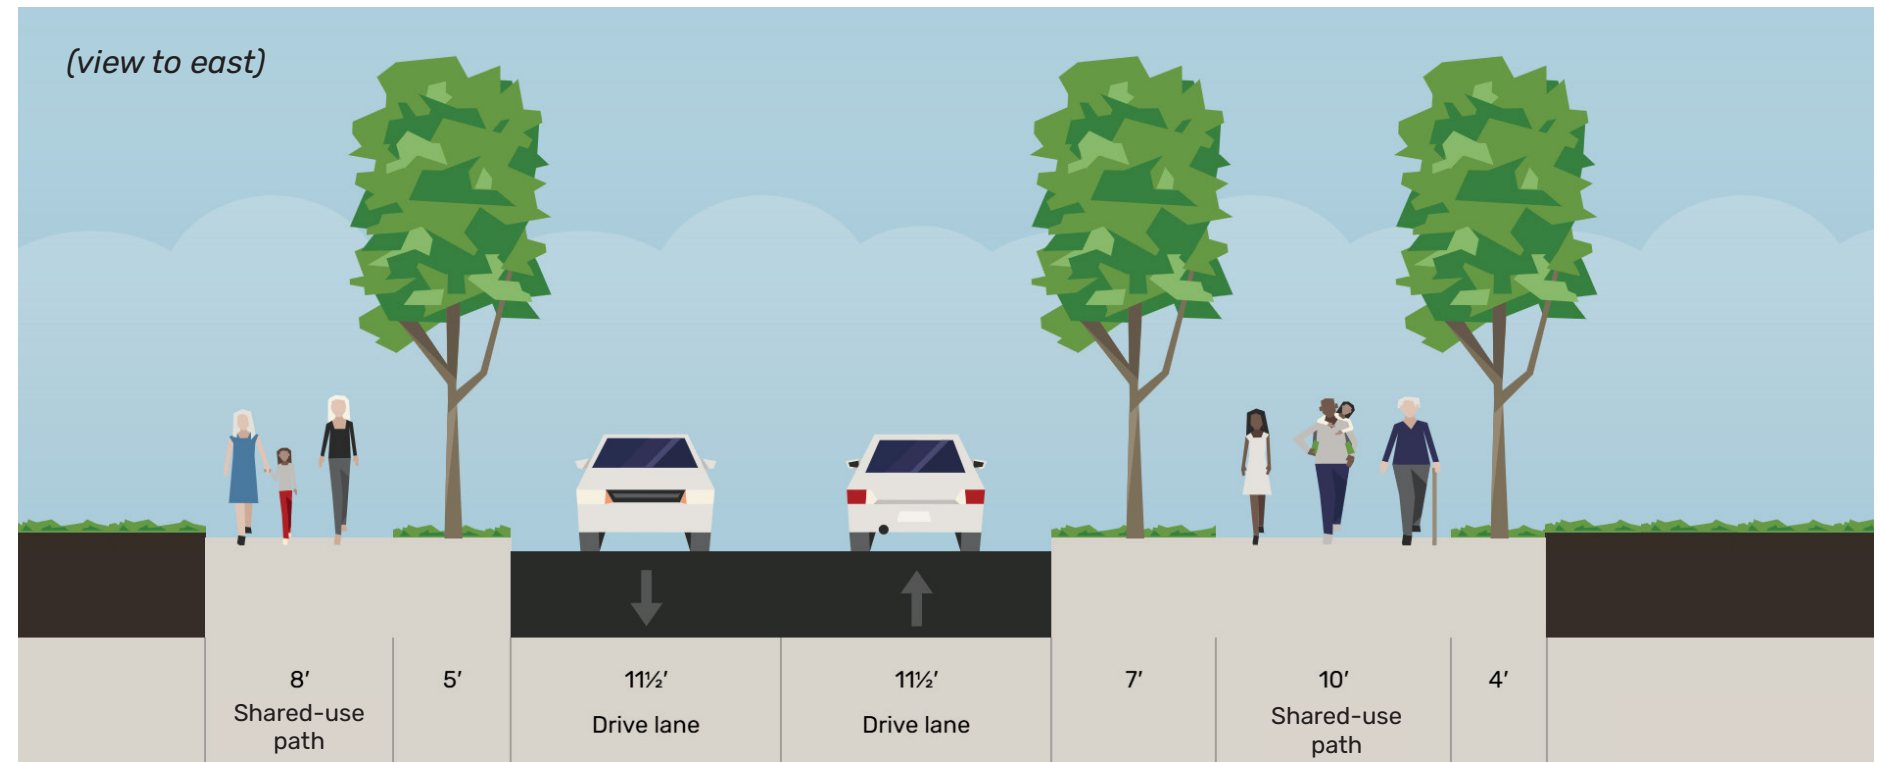 (view to east)
8′
Shared-use
path
5′
11½′
Drive lane
11½′
Drive lane
7′
10′
Shared-use
path
4′